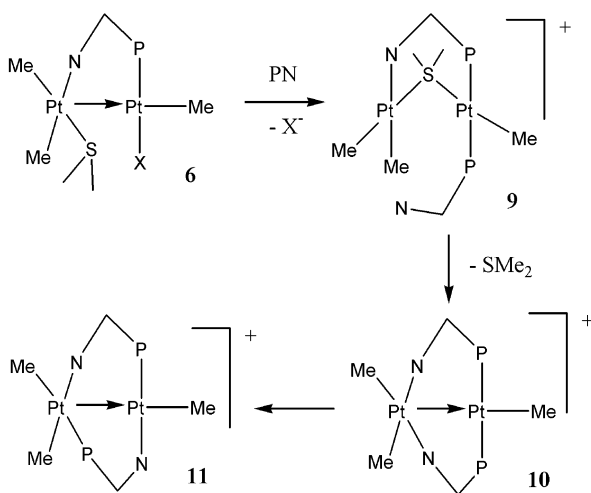 N P Me Pt Pt Me Me S X 6
PN
- X⁻
N P S Pt Pt Me Me Me P N + 9
- SMe₂
N P Me Pt Pt Me Me N P + 10
N P Me Pt Pt Me Me P N + 11